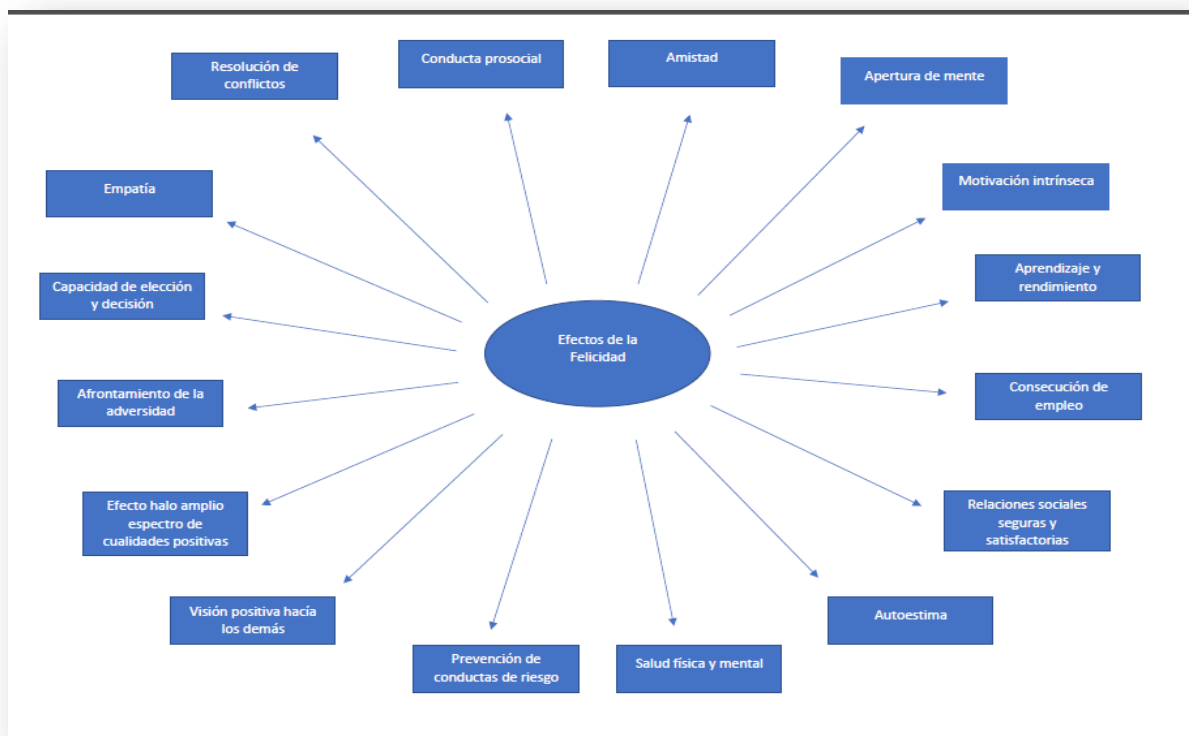 Resolución de
conflictos
Conducta prosocial
Amistad
Apertura de mente
Empatía
Motivación intrínseca
Capacidad de elección
y decisión
Aprendizaje y
rendimiento
Efectos de la
Felicidad
Afrontamiento de la
adversidad
Consecución de
empleo
Efecto halo amplio
espectro de
cualidades positivas
Relaciones sociales
seguras y
satisfactorias
Visión positiva hacía
los demás
Autoestima
Prevención de
conductas de riesgo
Salud física y mental